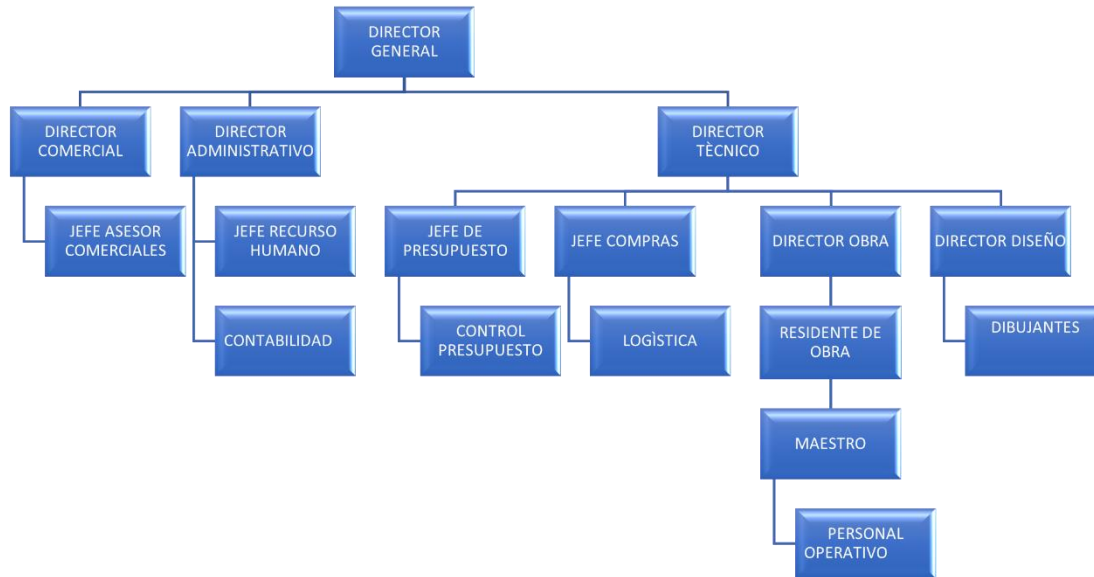 DIRECTOR
GENERAL
DIRECTOR
COMERCIAL
DIRECTOR
ADMINISTRATIVO
DIRECTOR
TÈCNICO
JEFE ASESOR
COMERCIALES
JEFE RECURSO
HUMANO
JEFE DE
PRESUPUESTO
JEFE COMPRAS
DIRECTOR OBRA
DIRECTOR DISEÑO
CONTABILIDAD
CONTROL
PRESUPUESTO
LOGÌSTICA
RESIDENTE DE
OBRA
DIBUJANTES
MAESTRO
PERSONAL
OPERATIVO